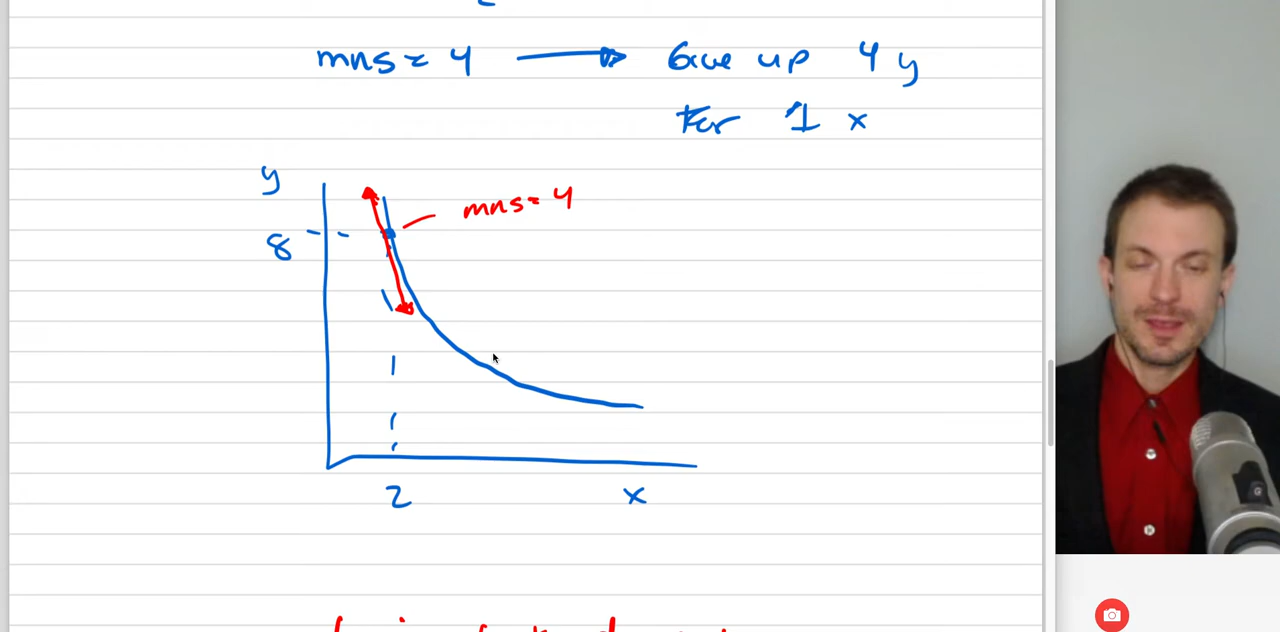 mrs = 4 → Give up 4 y
for 1 x
y
mrs = 4
8
2 x